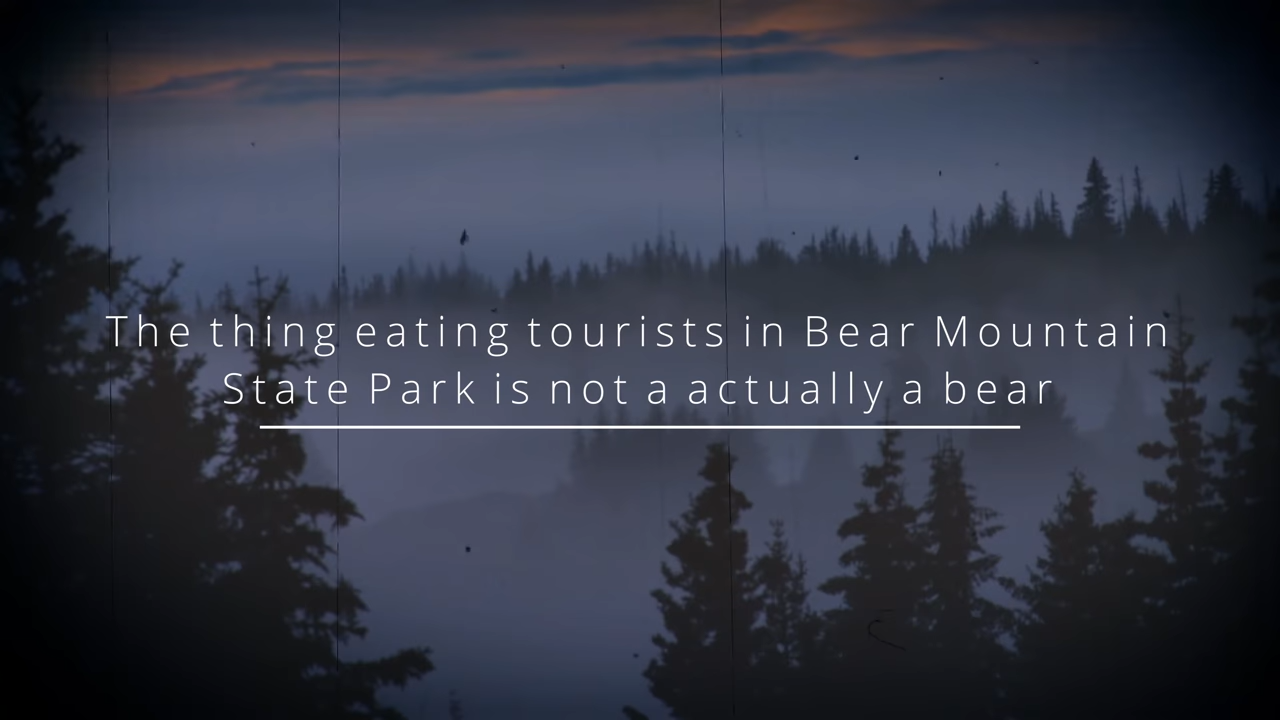 The thing eating tourists in Bear Mountain
State Park is not a actually a bear